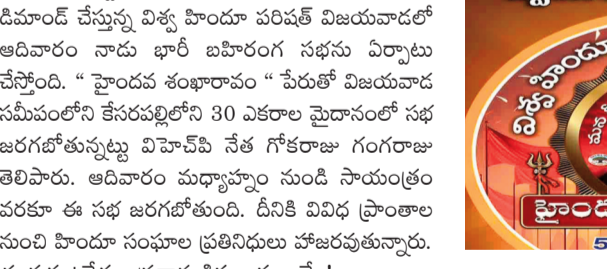 డిమాండ్ చేస్తున్న విశ్వ హిందూ పరిషత్ విజయవాడలో
ఆదివారం నాడు భారీ బహిరంగ సభను ఏర్పాటు
చేస్తోంది. “ హైందవ శంఖారావం “ పేరుతో విజయవాడ
సమీపంలోని కేసరపల్లిలోని 30 ఎకరాల మైదానంలో సభ
జరగబోతున్నట్టు విహెచ్‌పి నేత గోకరాజు గంగరాజు
తెలిపారు. ఆదివారం మధ్యాహ్నం నుండి సాయంత్రం
వరకూ ఈ సభ జరగబోతుంది. దీనికి వివిధ ప్రాంతాల
నుంచి హిందూ సంఘాల ప్రతినిధులు హాజరవుతున్నారు.
విశ్వ హిందూ
హైంద
5